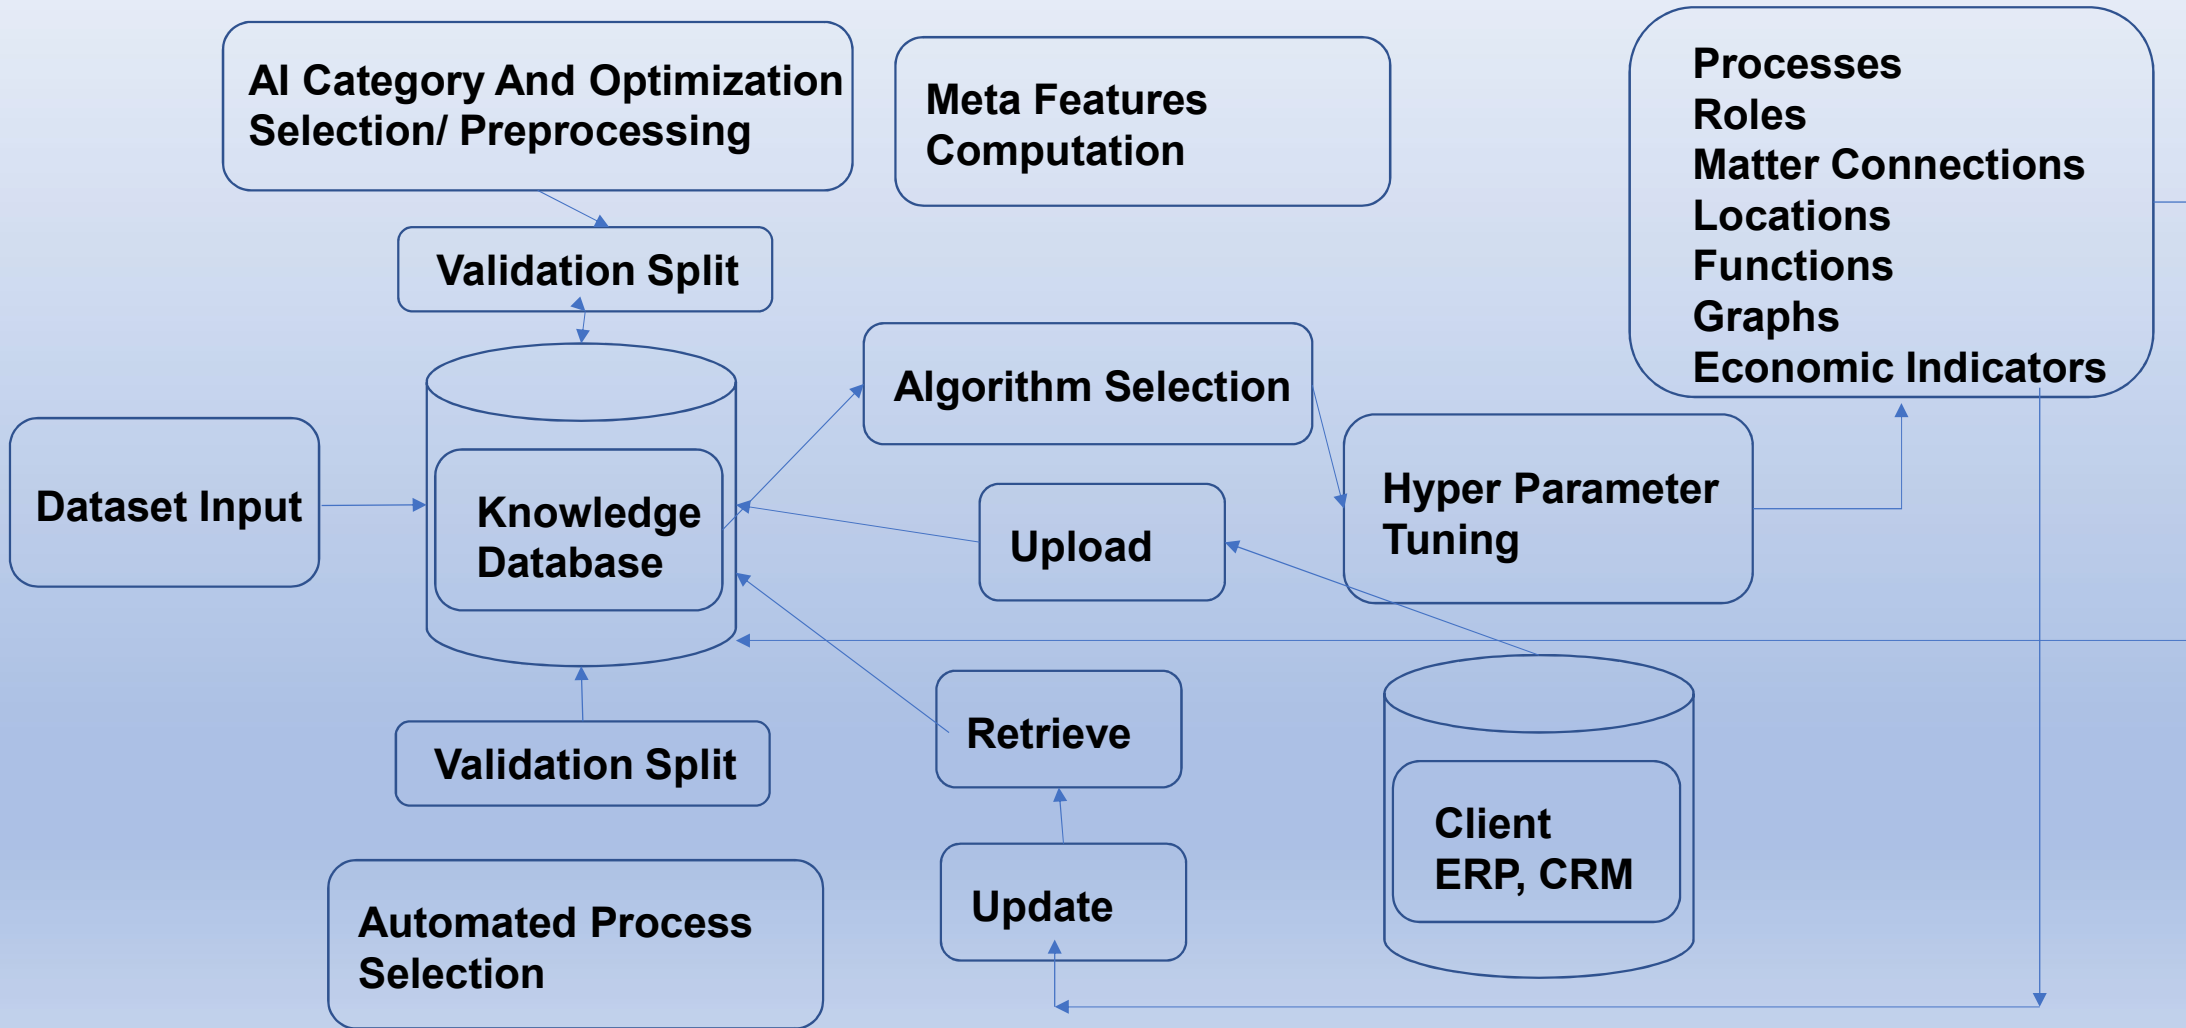 AI Category And Optimization
Selection/ Preprocessing
Meta Features
Computation
Processes
Roles
Matter Connections
Locations
Functions
Graphs
Economic Indicators
Validation Split
Algorithm Selection
Dataset Input
Knowledge
Database
Upload
Hyper Parameter
Tuning
Retrieve
Validation Split
Client
ERP, CRM
Update
Automated Process
Selection